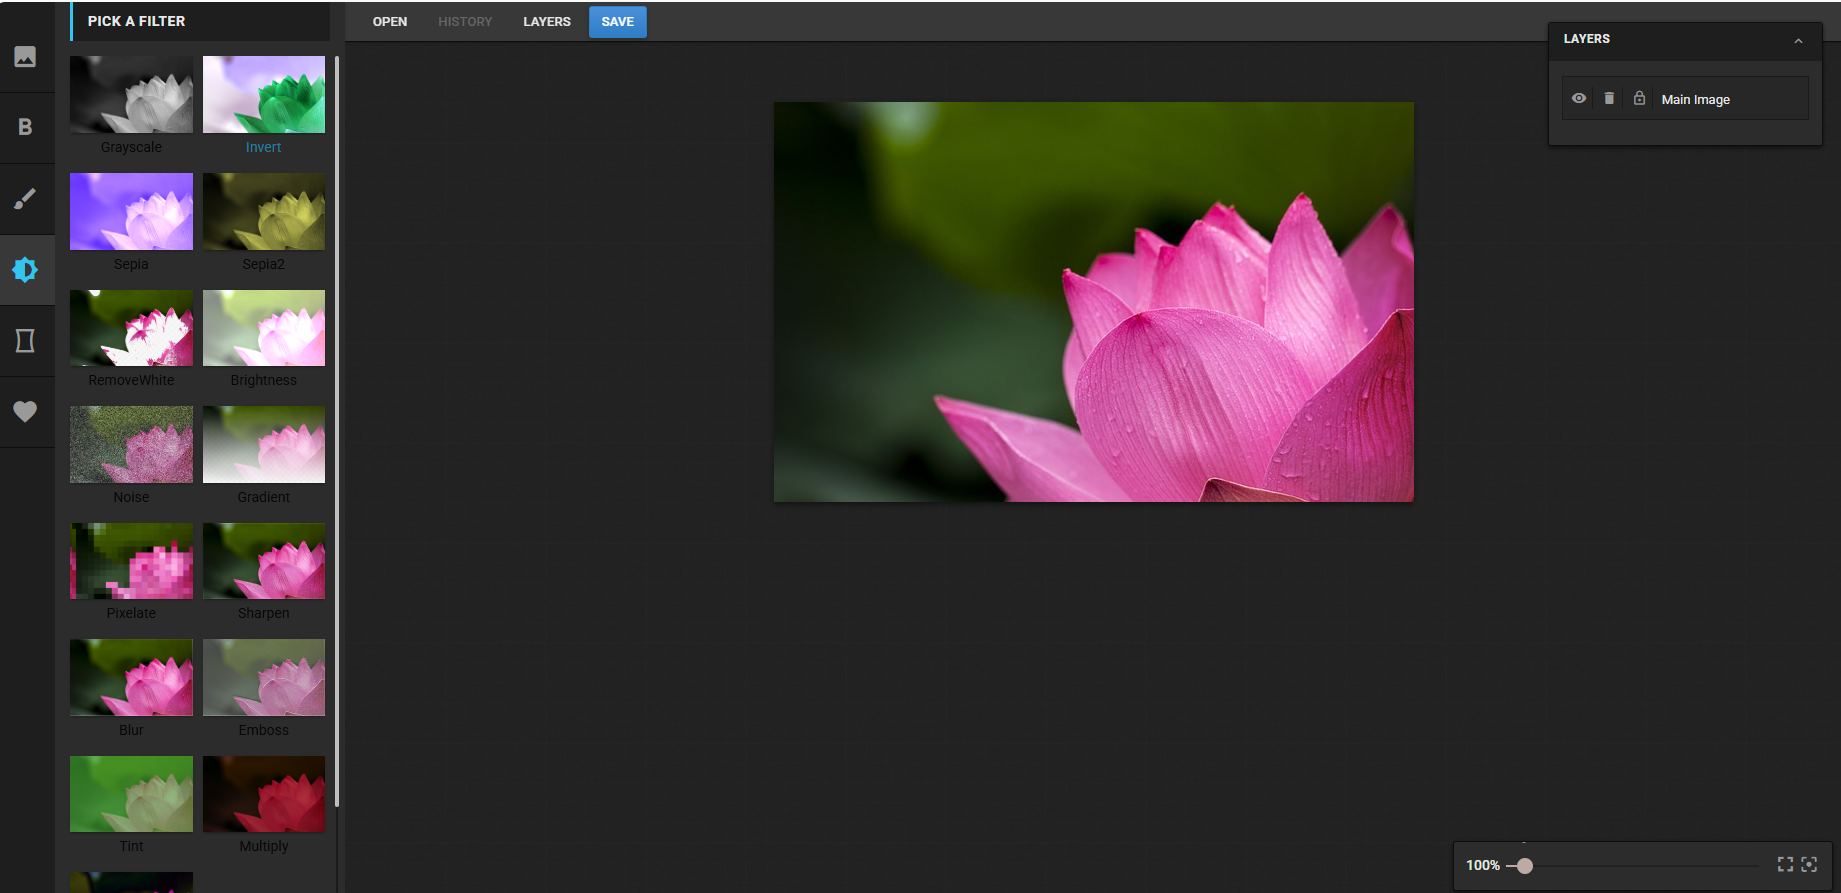 PICK A FILTER
OPEN HISTORY LAYERS SAVE
LAYERS
Main Image
B
Grayscale Invert
Sepia Sepia2
RemoveWhite Brightness
Noise Gradient
Pixelate Sharpen
Blur Emboss
Tint Multiply
100%